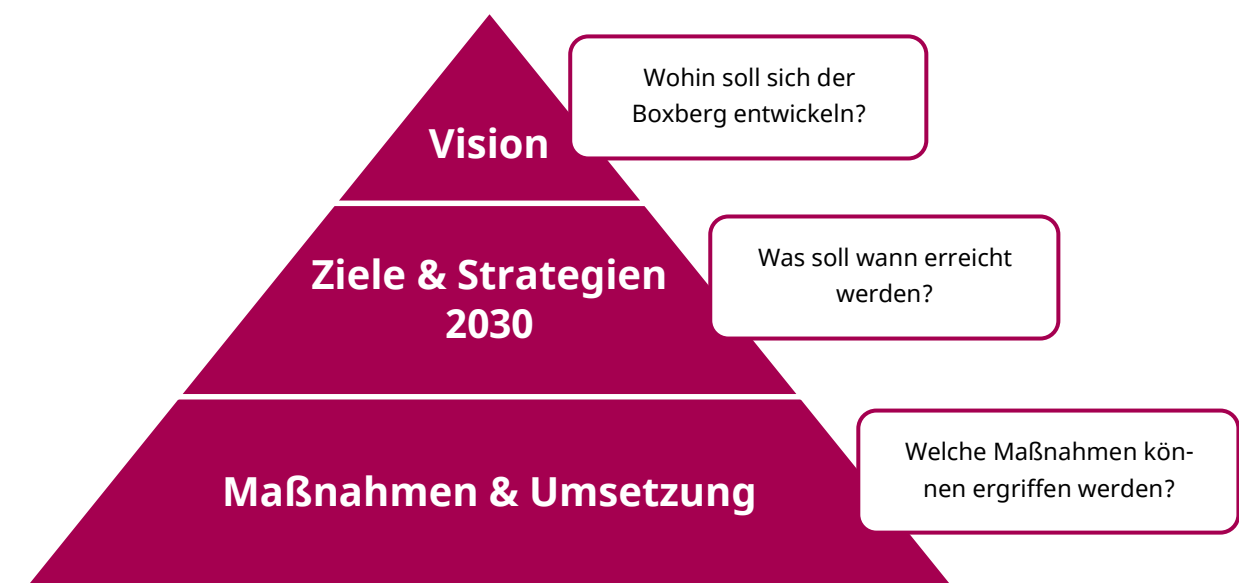 Wohin soll sich der
Boxberg entwickeln?
Vision
Was soll wann erreicht
werden?
Ziele & Strategien
2030
Welche Maßnahmen kön-
nen ergriffen werden?
Maßnahmen & Umsetzung